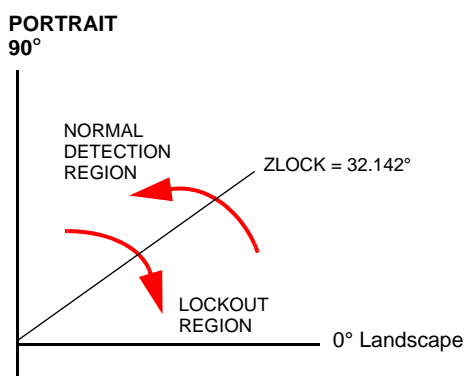 PORTRAIT
90°
NORMAL
DETECTION
REGION
ZLOCK = 32.142°
LOCKOUT
REGION
0° Landscape